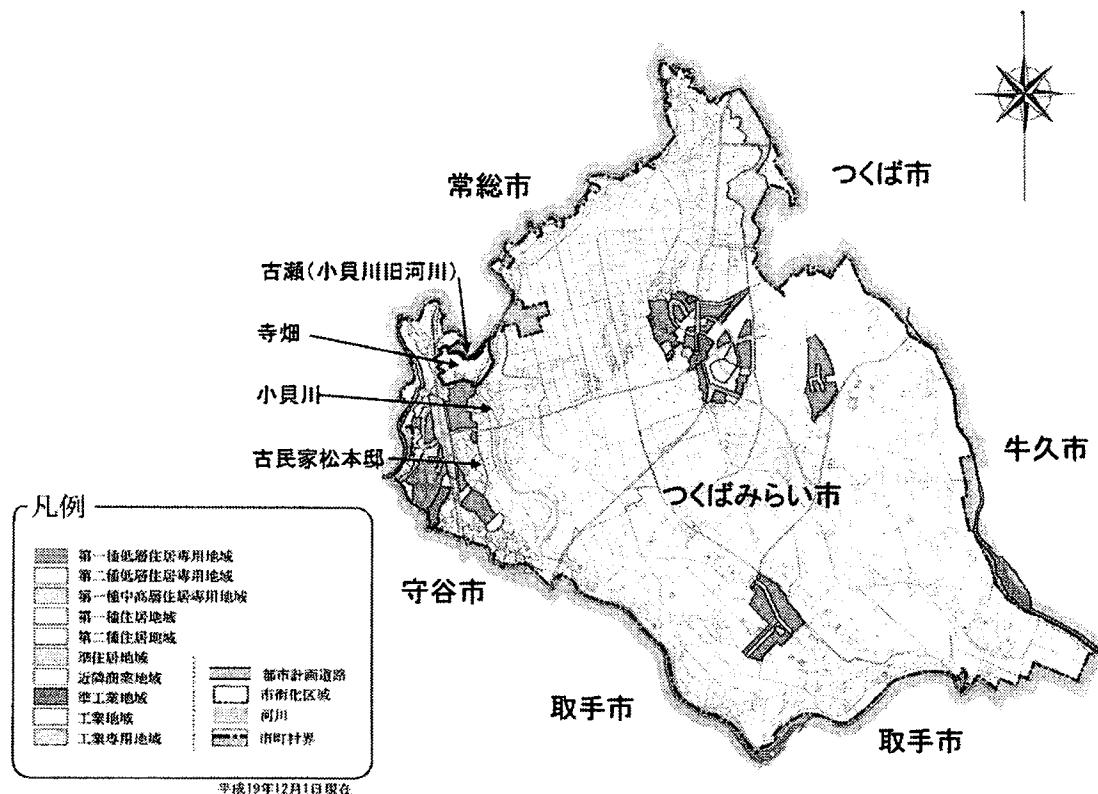 常総市
つくば市
古瀬（小貝川旧河川）
寺畑
小貝川
古民家松本邸
つくばみらい市
牛久市
守谷市
取手市
取手市
凡例
第一種低層住居専用地域
第二種低層住居専用地域
第一種中高層住居専用地域
第一種住居地域
第二種住居地域
準住居地域
近隣商業地域
準工業地域
工業地域
工業専用地域
都市計画道路
市街化区域
河川
市町村界
平成19年12月1日現在